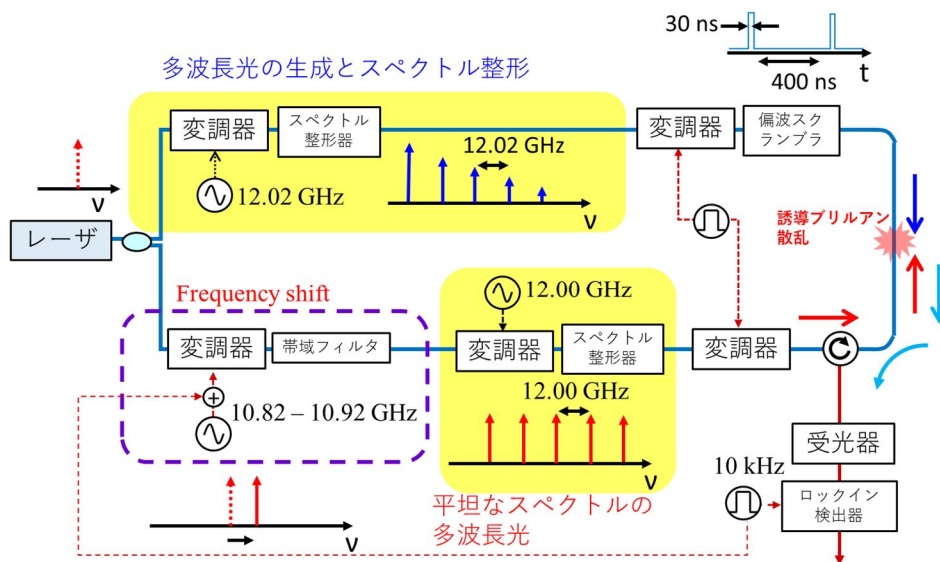 30 ns
400 ns
t
多波長光の生成とスペクトル整形
変調器
スペクトル
整形器
12.02 GHz
12.02 GHz
ν
ν
変調器
偏波スク
ランブラ
レーザ
誘導ブリルアン
散乱
Frequency shift
変調器
帯域フィルタ
10.82 – 10.92 GHz
12.00 GHz
変調器
スペクトル
整形器
12.00 GHz
ν
変調器
平坦なスペクトルの
多波長光
受光器
10 kHz
ロックイン
検出器
ν